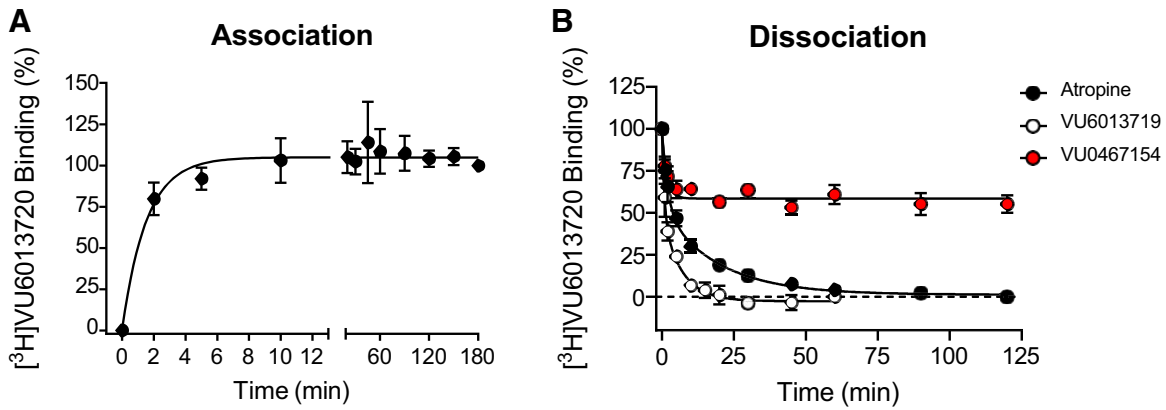 A
Association
[³H]VU6013720 Binding (%)
150
125
100
75
50
25
0
0 2 4 6 8 10 12 60 120 180
Time (min)
B
Dissociation
[³H]VU6013720 Binding (%)
125
100
75
50
25
0
0 25 50 75 100 125
Time (min)
Atropine
VU6013719
VU0467154